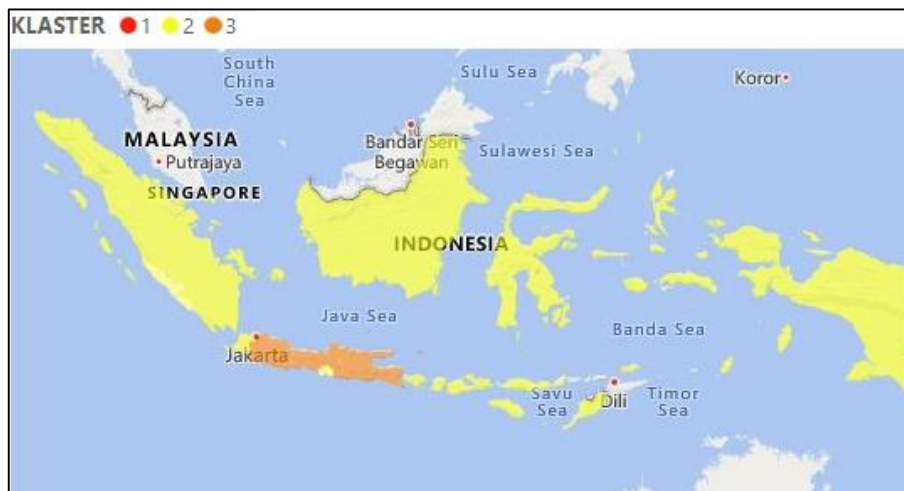 KLASTER 1 2 3
South
China
Sea
Sulu Sea
Koror
MALAYSIA
Bandar Seri
Begawan
Sulawesi Sea
Putrajaya
SINGAPORE
INDONESIA
Java Sea
Banda Sea
Jakarta
Savu
Sea
Dili
Timor
Sea